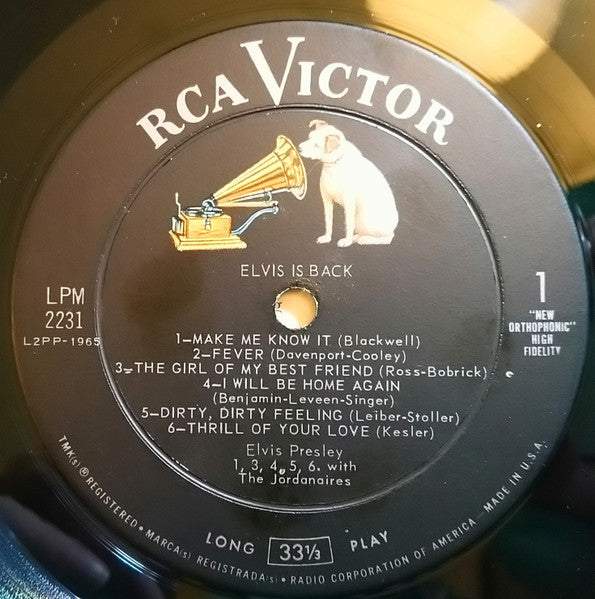 RCA VICTOR
ELVIS IS BACK
LPM
2231
L2PP-1965
1
"NEW
ORTHOPHONIC"
HIGH
FIDELITY
1–MAKE ME KNOW IT (Blackwell)
2–FEVER (Davenport-Cooley)
3–THE GIRL OF MY BEST FRIEND (Ross-Bobrick)
4–I WILL BE HOME AGAIN
(Benjamin-Leveen-Singer)
5–DIRTY, DIRTY FEELING (Leiber-Stoller)
6–THRILL OF YOUR LOVE (Kesler)
Elvis Presley
1, 3, 4, 5, 6. with
The Jordanaires
LONG 33⅓ PLAY
TMK(s) ® REGISTERED • MARCA(s) REGISTRADA(s) • RADIO CORPORATION OF AMERICA – MADE IN U.S.A.